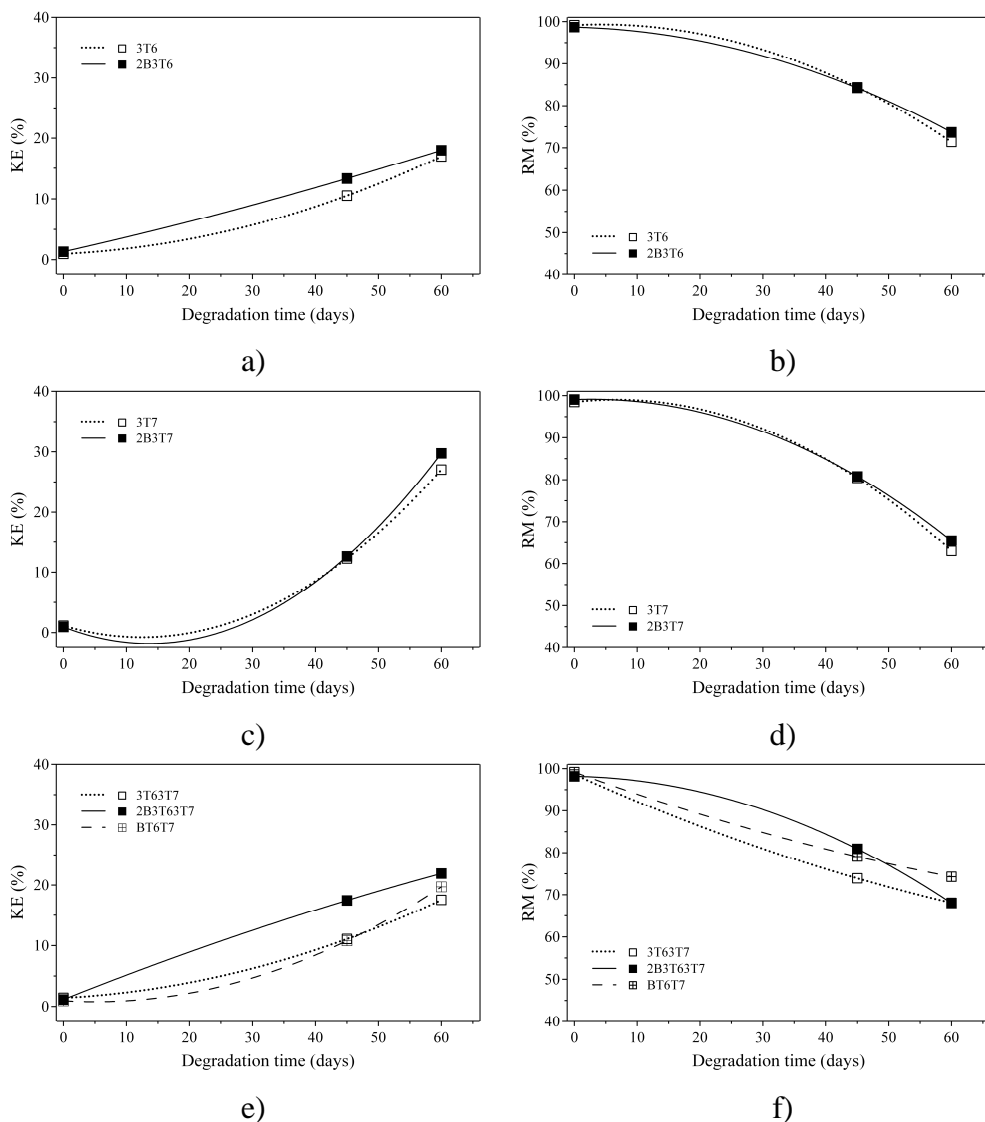 40
30
20
10
0
KE (%)
3T6
2B3T6
0 10 20 30 40 50 60
Degradation time (days)
a)
100
90
80
70
60
50
40
RM (%)
3T6
2B3T6
0 10 20 30 40 50 60
Degradation time (days)
b)
40
30
20
10
0
KE (%)
3T7
2B3T7
0 10 20 30 40 50 60
Degradation time (days)
c)
100
90
80
70
60
50
40
RM (%)
3T7
2B3T7
0 10 20 30 40 50 60
Degradation time (days)
d)
40
30
20
10
0
KE (%)
3T63T7
2B3T63T7
BT6T7
0 10 20 30 40 50 60
Degradation time (days)
e)
100
90
80
70
60
50
40
RM (%)
3T63T7
2B3T63T7
BT6T7
0 10 20 30 40 50 60
Degradation time (days)
f)